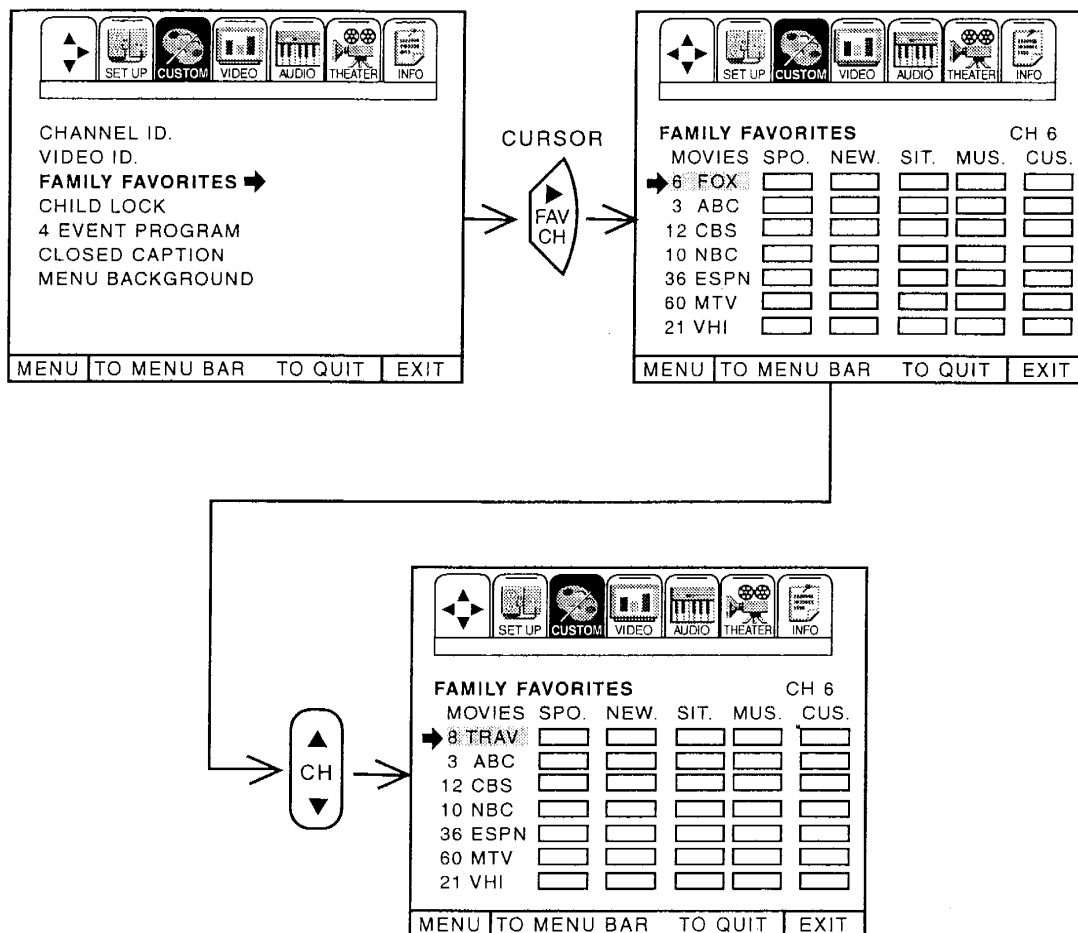 SET UP CUSTOM VIDEO AUDIO THEATER INFO
CHANNEL ID.
VIDEO ID.
FAMILY FAVORITES
CHILD LOCK
4 EVENT PROGRAM
CLOSED CAPTION
MENU BACKGROUND
MENU TO MENU BAR TO QUIT EXIT
CURSOR
FAV
CH
SET UP CUSTOM VIDEO AUDIO THEATER INFO
FAMILY FAVORITES CH 6
MOVIES SPO. NEW. SIT. MUS. CUS.
6 FOX
3 ABC
12 CBS
10 NBC
36 ESPN
60 MTV
21 VHI
MENU TO MENU BAR TO QUIT EXIT
CH
SET UP CUSTOM VIDEO AUDIO THEATER INFO
FAMILY FAVORITES CH 6
MOVIES SPO. NEW. SIT. MUS. CUS.
8 TRAV
3 ABC
12 CBS
10 NBC
36 ESPN
60 MTV
21 VHI
MENU TO MENU BAR TO QUIT EXIT